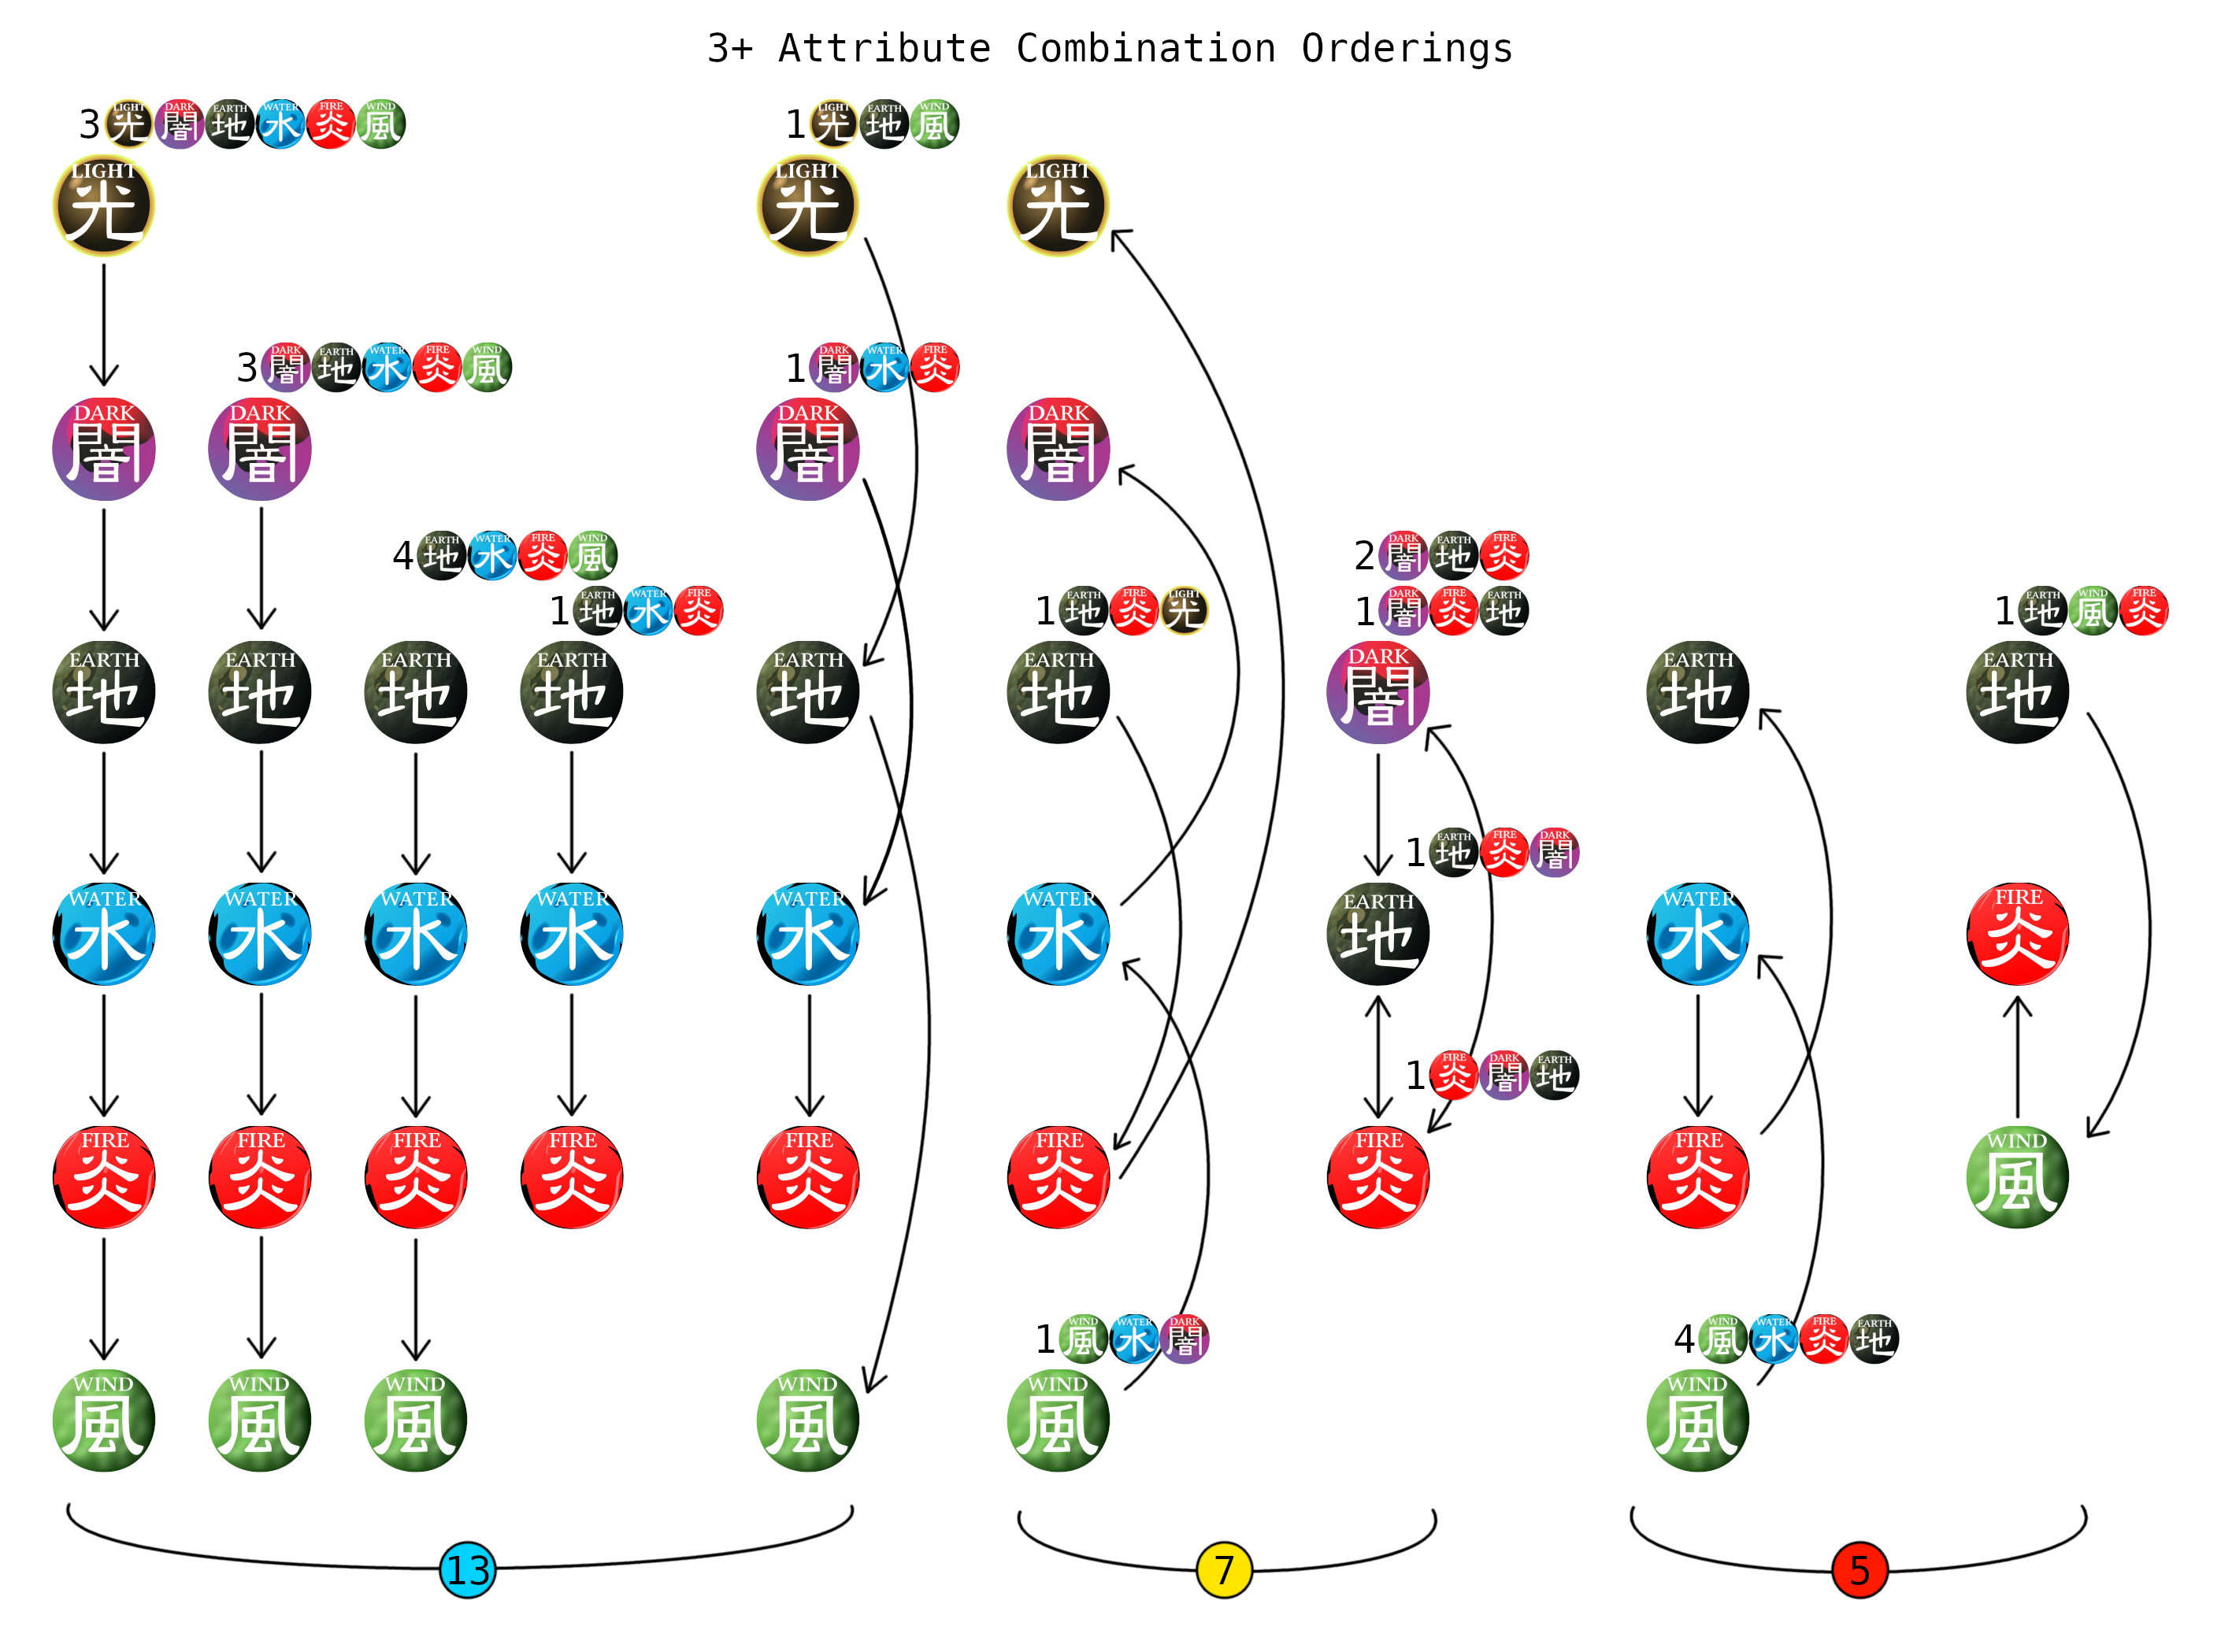 3+ Attribute Combination Orderings
3 LIGHT 光 DARK 闇 EARTH 地 WATER 水 FIRE 炎 WIND 風
1 LIGHT 光 EARTH 地 WIND 風
LIGHT 光
LIGHT 光
LIGHT 光
3 DARK 闇 EARTH 地 WATER 水 FIRE 炎 WIND 風
1 DARK 闇 WATER 水 FIRE 炎
DARK 闇
DARK 闇
DARK 闇
DARK 闇
4 EARTH 地 WATER 水 FIRE 炎 WIND 風
2 DARK 闇 EARTH 地 FIRE 炎
1 EARTH 地 WATER 水 FIRE 炎
1 EARTH 地 FIRE 炎 LIGHT 光
1 DARK 闇 FIRE 炎 EARTH 地
1 EARTH 地 WIND 風 FIRE 炎
EARTH 地
EARTH 地
EARTH 地
EARTH 地
EARTH 地
EARTH 地
DARK 闇
EARTH 地
EARTH 地
1 EARTH 地 FIRE 炎 DARK 闇
WATER 水
WATER 水
WATER 水
WATER 水
WATER 水
WATER 水
EARTH 地
WATER 水
FIRE 炎
1 FIRE 炎 DARK 闇 EARTH 地
FIRE 炎
FIRE 炎
FIRE 炎
FIRE 炎
FIRE 炎
FIRE 炎
FIRE 炎
FIRE 炎
WIND 風
1 WIND 風 WATER 水 DARK 闇
4 WIND 風 WATER 水 FIRE 炎 EARTH 地
WIND 風
WIND 風
WIND 風
WIND 風
WIND 風
WIND 風
13
7
5